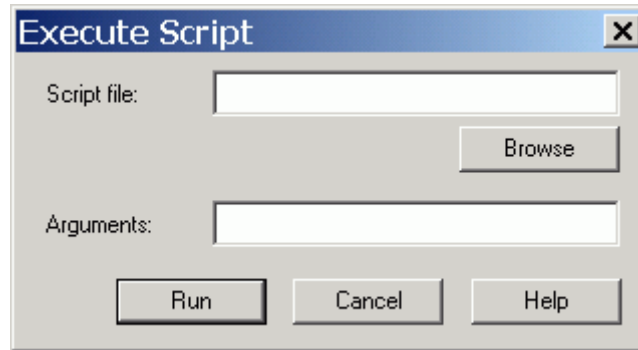 Execute Script
Script file:
Browse
Arguments:
Run Cancel Help